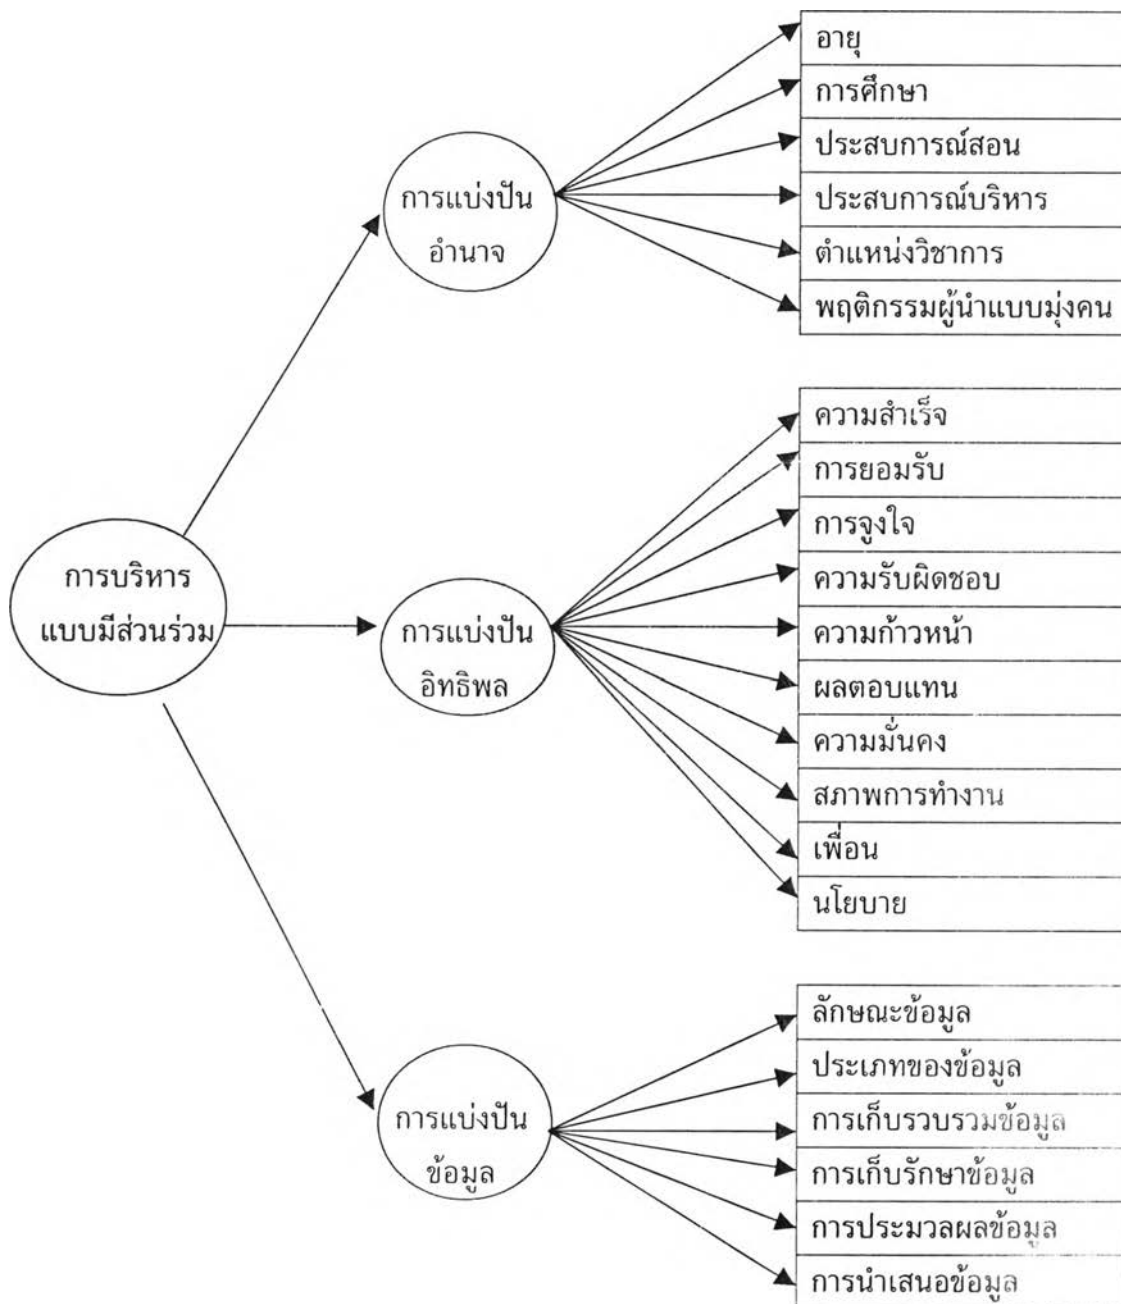 การบริหาร
แบบมีส่วนร่วม
การแบ่งปัน
อำนาจ
อายุ
การศึกษา
ประสบการณ์สอน
ประสบการณ์บริหาร
ตำแหน่งวิชาการ
พฤติกรรมผู้นำแบบมุ่งคน
การแบ่งปัน
อิทธิพล
ความสำเร็จ
การยอมรับ
การจูงใจ
ความรับผิดชอบ
ความก้าวหน้า
ผลตอบแทน
ความมั่นคง
สภาพการทำงาน
เพื่อน
นโยบาย
การแบ่งปัน
ข้อมูล
ลักษณะข้อมูล
ประเภทของข้อมูล
การเก็บรวบรวมข้อมูล
การเก็บรักษาข้อมูล
การประมวลผลข้อมูล
การนำเสนอข้อมูล